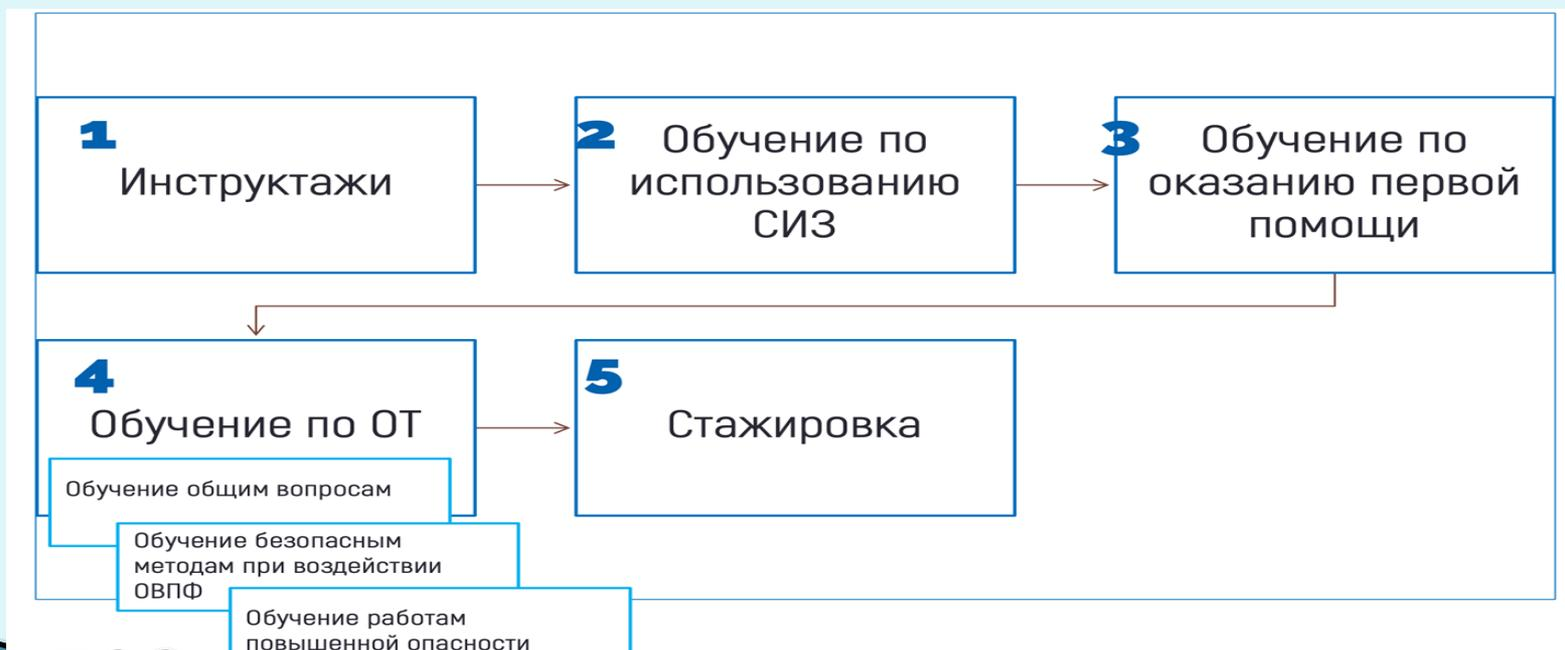 1
Инструктажи
2
Обучение по
использованию
СИЗ
3
Обучение по
оказанию первой
помощи
4
Обучение по ОТ
Обучение общим вопросам
Обучение безопасным
методам при воздействии
ОВПФ
Обучение работам
повышенной опасности
5
Стажировка